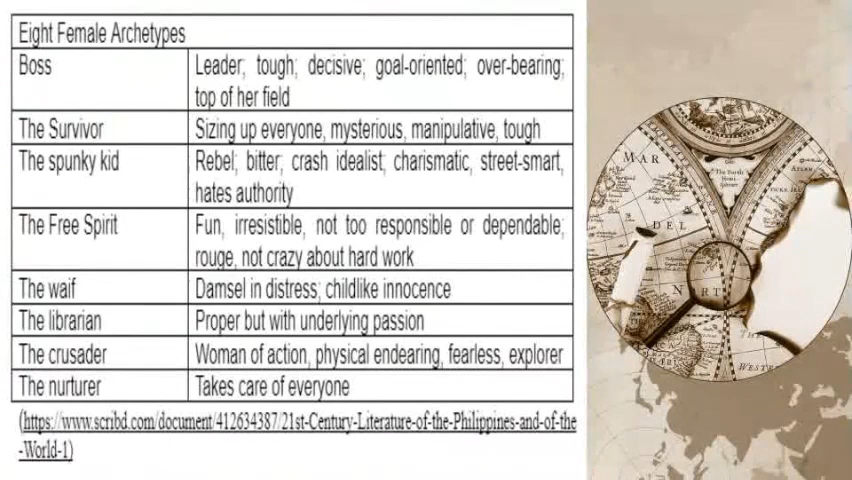 Eight Female Archetypes
Boss
Leader; tough; decisive; goal-oriented; over-bearing;
top of her field
The Survivor
Sizing up everyone, mysterious, manipulative, tough
The spunky kid
Rebel; bitter; crash idealist; charismatic, street-smart,
hates authority
The Free Spirit
Fun, irresistible, not too responsible or dependable;
rouge, not crazy about hard work
The waif
Damsel in distress; childlike innocence
The librarian
Proper but with underlying passion
The crusader
Woman of action, physical endearing, fearless, explorer
The nurturer
Takes care of everyone
(https://www.scribd.com/document/412634387/21st-Century-Literature-of-the-Philippines-and-of-the
-World-1)
MAR
DEL
NORT